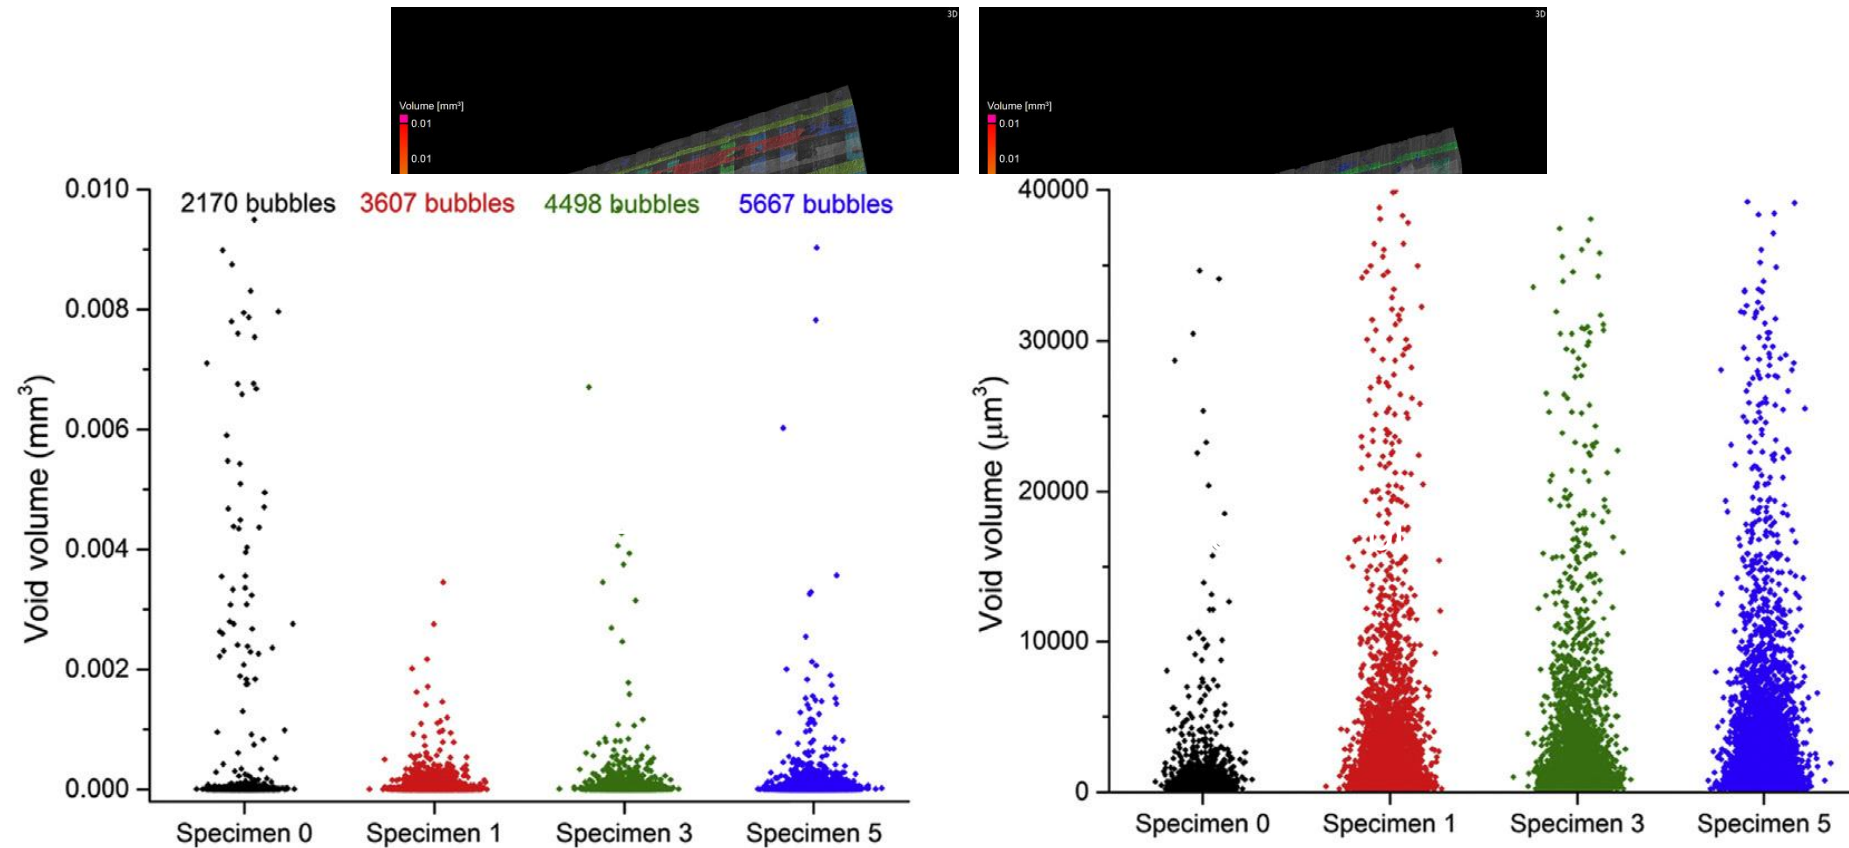 3D
Volume [mm³]
0.01
0.01
3D
Volume [mm³]
0.01
0.01
0.010
0.008
0.006
0.004
0.002
0.000
Void volume (mm³)
2170 bubbles
3607 bubbles
4498 bubbles
5667 bubbles
Specimen 0
Specimen 1
Specimen 3
Specimen 5
40000
30000
20000
10000
0
Void volume (μm³)
Specimen 0
Specimen 1
Specimen 3
Specimen 5